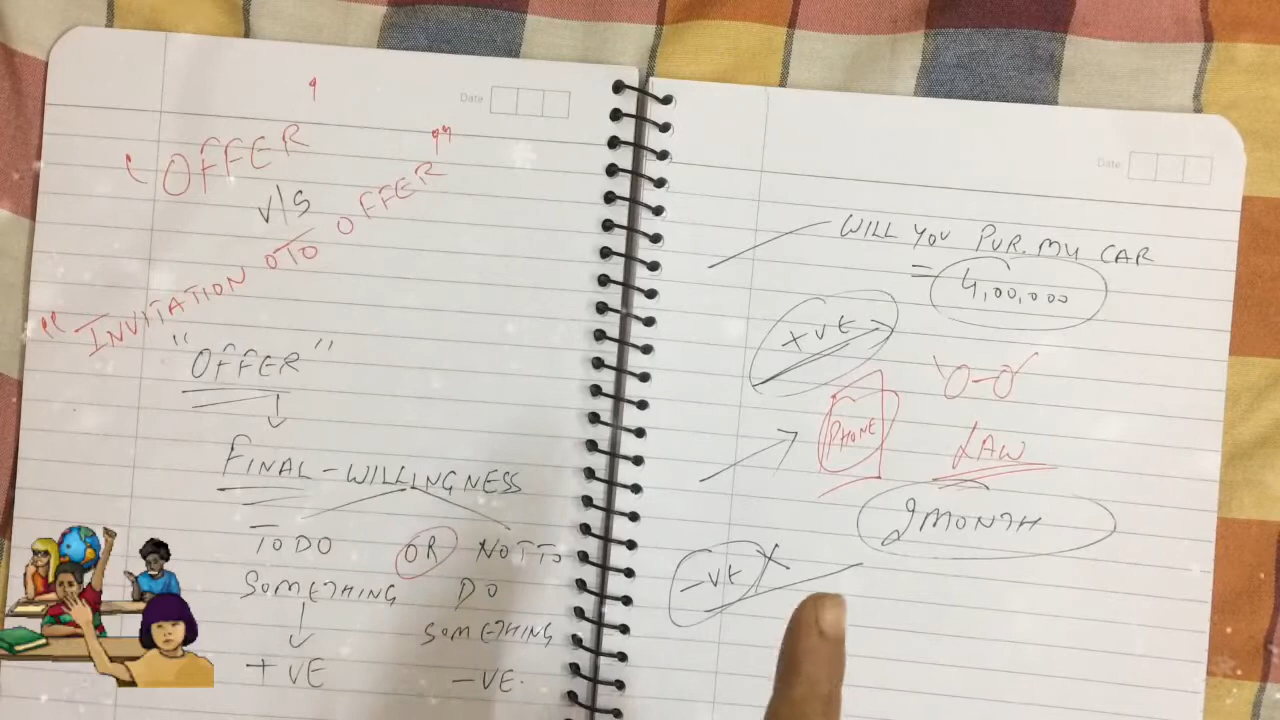 Date
' OFFER '
V/S
" INVITATION TO OFFER "
" OFFER "
FINAL-WILLINGNESS
TO DO OR NOT TO
SOMETHING DO
SOMETHING
+VE -VE.
Date
WILL YOU PUR. MY CAR
= 4,00,000
+VE
PHONE
LAW
2 MONTH
-VE